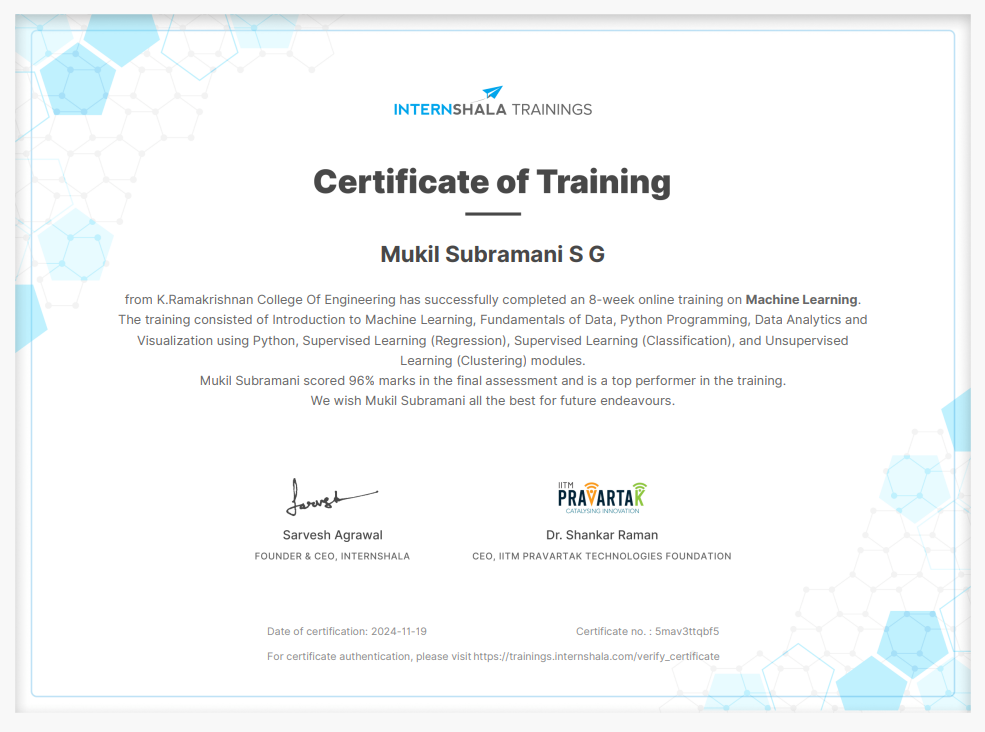 INTERNSHALA TRAININGS
Certificate of Training
Mukil Subramani S G
from K.Ramakrishnan College Of Engineering has successfully completed an 8-week online training on Machine Learning.
The training consisted of Introduction to Machine Learning, Fundamentals of Data, Python Programming, Data Analytics and
Visualization using Python, Supervised Learning (Regression), Supervised Learning (Classification), and Unsupervised
Learning (Clustering) modules.
Mukil Subramani scored 96% marks in the final assessment and is a top performer in the training.
We wish Mukil Subramani all the best for future endeavours.
Sarvesh
IITM
PRAVARTAK
CATALYSING INNOVATION
Sarvesh Agrawal
Dr. Shankar Raman
FOUNDER & CEO, INTERNSHALA
CEO, IITM PRAVARTAK TECHNOLOGIES FOUNDATION
Date of certification: 2024-11-19
Certificate no. : 5mav3ttqbf5
For certificate authentication, please visit https://trainings.internshala.com/verify_certificate